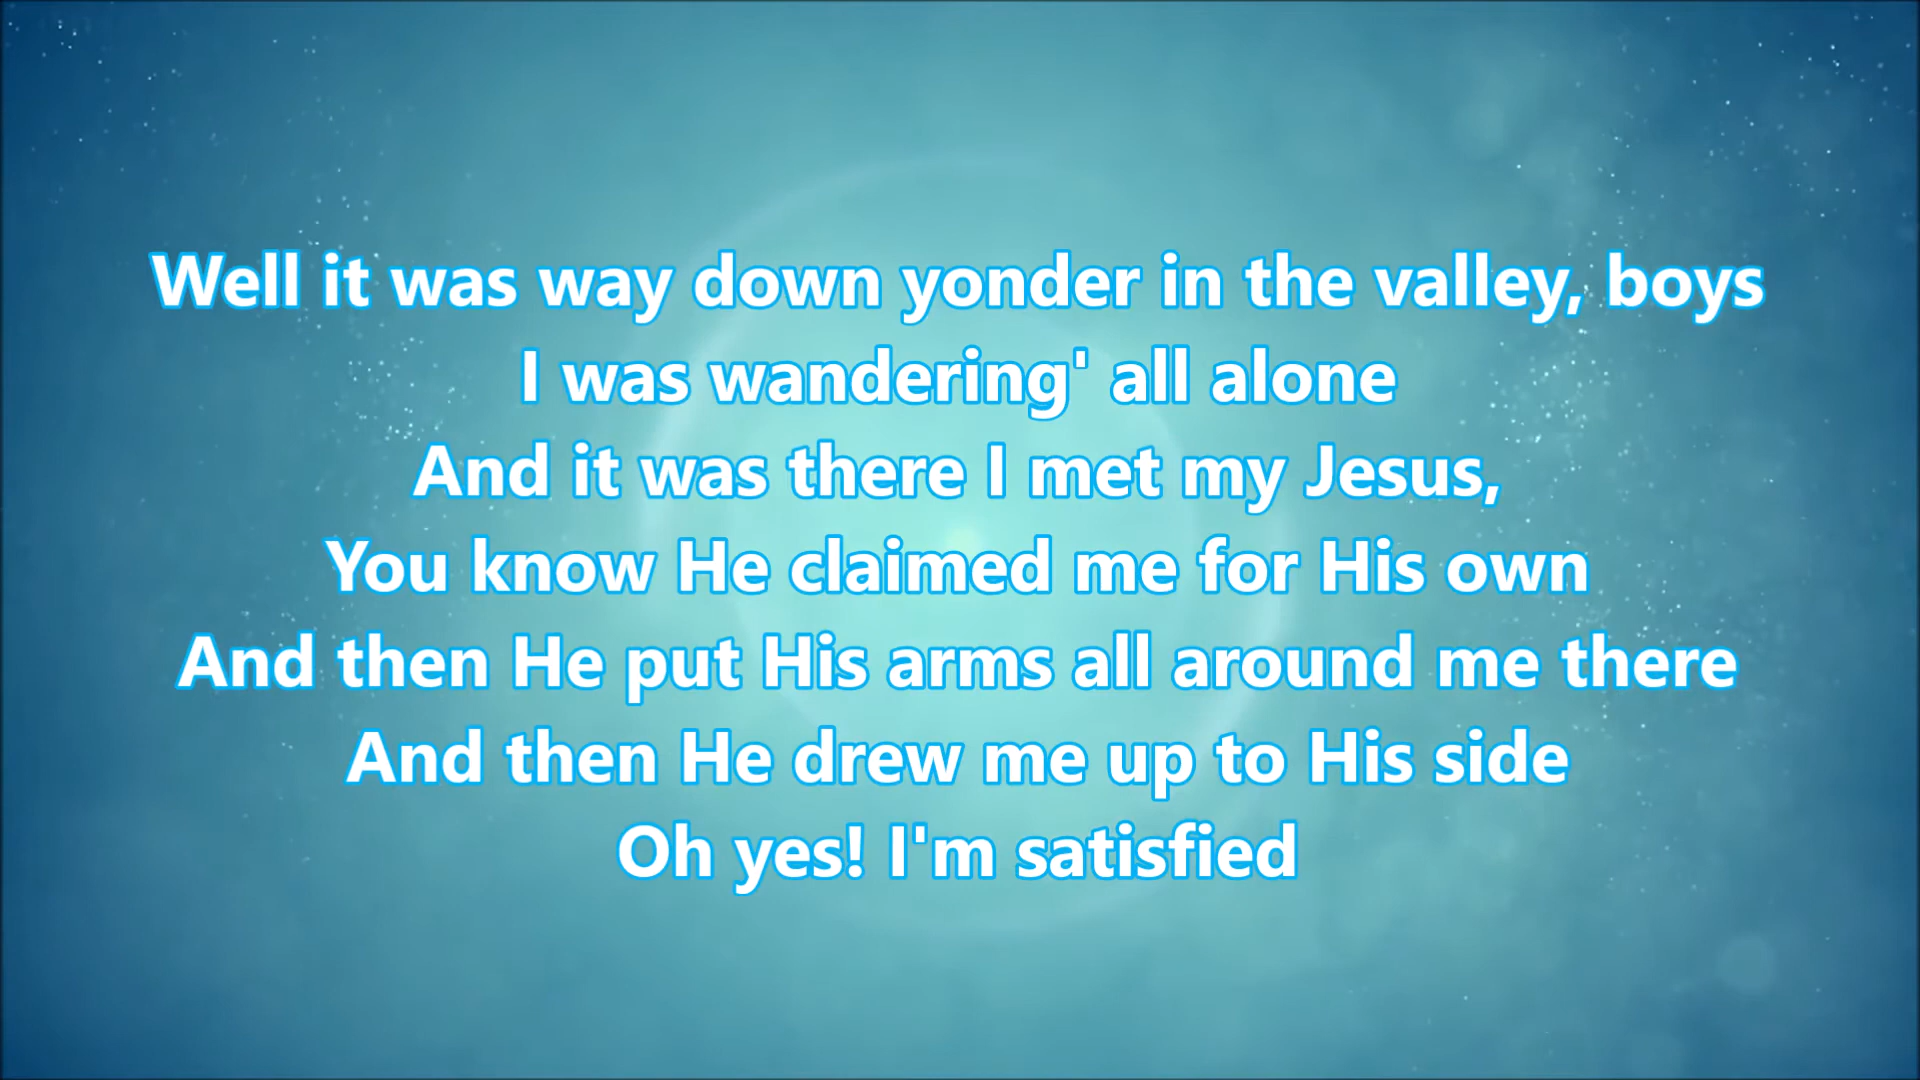 Well it was way down yonder in the valley, boys
I was wandering' all alone
And it was there I met my Jesus,
You know He claimed me for His own
And then He put His arms all around me there
And then He drew me up to His side
Oh yes! I'm satisfied